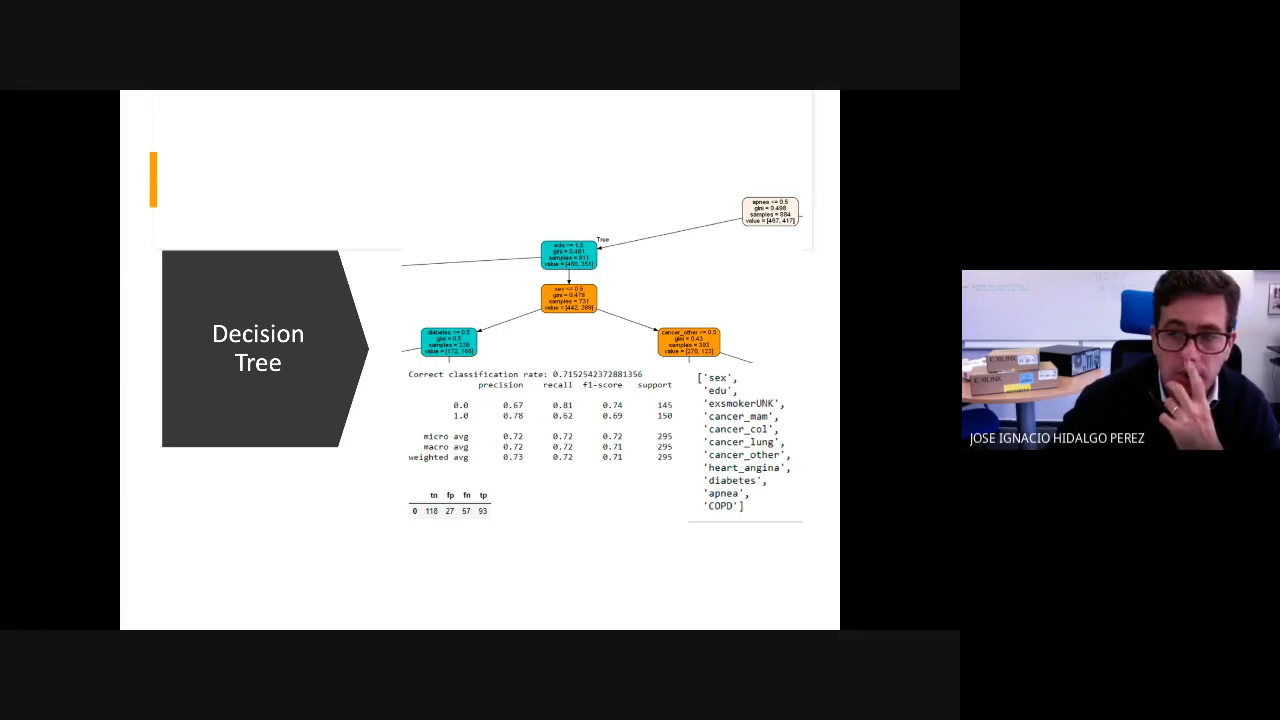 apnea <= 0.5
gini = 0.498
samples = 884
value = [467, 417]
True
edu <= 1.5
gini = 0.491
samples = 811
value = [460, 351]
sex <= 0.5
gini = 0.478
samples = 731
value = [442, 289]
diabetes <= 0.5
gini = 0.5
samples = 338
value = [172, 166]
cancer_other <= 0.5
gini = 0.43
samples = 393
value = [270, 123]
Decision
Tree
Correct classification rate: 0.7152542372881356
precision recall f1-score support
0.0 0.67 0.81 0.74 145
1.0 0.78 0.62 0.69 150
micro avg 0.72 0.72 0.72 295
macro avg 0.72 0.72 0.71 295
weighted avg 0.73 0.72 0.71 295
tn fp fn tp
0 118 27 57 93
['sex',
'edu',
'exsmokerUNK',
'cancer_mam',
'cancer_col',
'cancer_lung',
'cancer_other',
'heart_angina',
'diabetes',
'apnea',
'COPD']
XILINX
XILINX
JOSE IGNACIO HIDALGO PEREZ